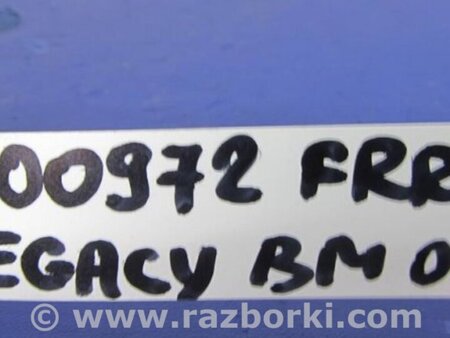 00972 FRR
EGACY BM 0
© www.razborki.com